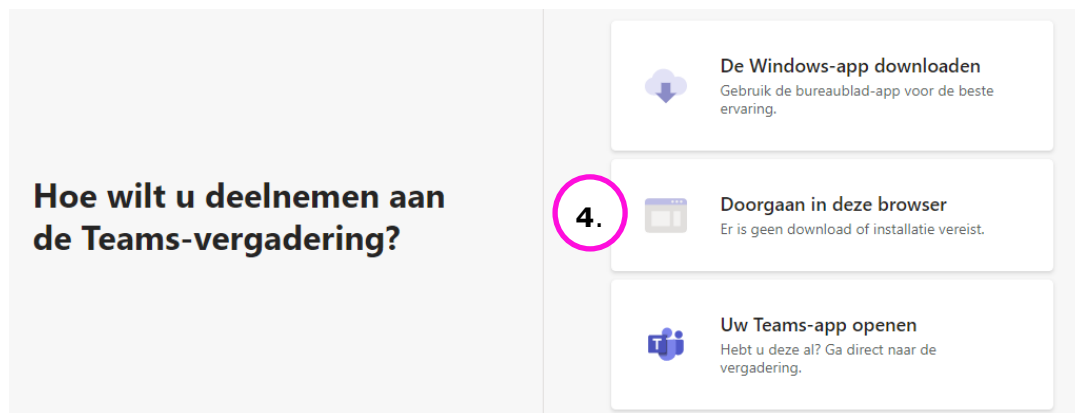 Hoe wilt u deelnemen aan
de Teams-vergadering?
De Windows-app downloaden
Gebruik de bureaublad-app voor de beste
ervaring.
4.
Doorgaan in deze browser
Er is geen download of installatie vereist.
T
Uw Teams-app openen
Hebt u deze al? Ga direct naar de
vergadering.